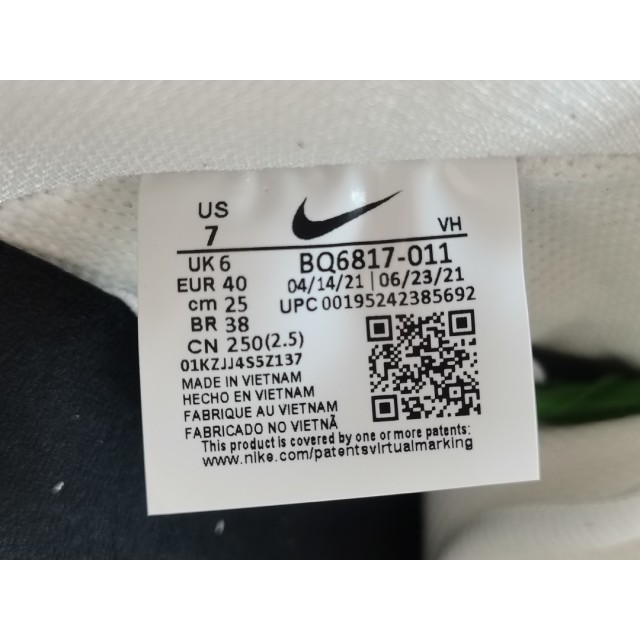 US
7
VH
UK 6
BQ6817-011
EUR 40
04/14/21 | 06/23/21
cm 25
UPC 00195242385692
BR 38
CN 250(2.5)
01KZJJ4S5Z137
MADE IN VIETNAM
HECHO EN VIETNAM
FABRIQUE AU VIETNAM
FABRICADO NO VIETNÃ
This product is covered by one or more patents:
www.nike.com/patentsvirtualmarking